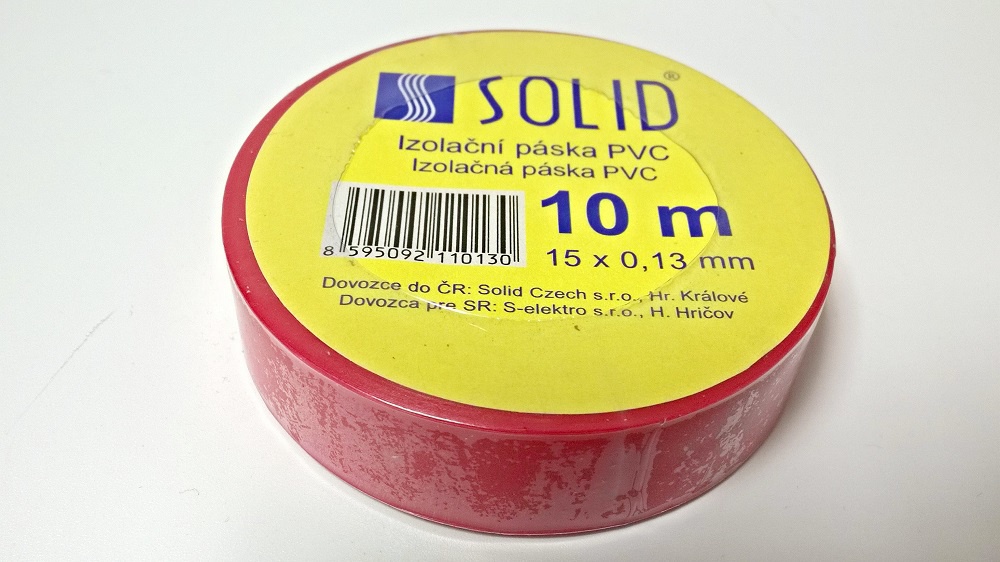 SOLID®
Izolační páska PVC
Izolačná páska PVC
10 m
15 x 0,13 mm
8 595092 110130
Dovozce do ČR: Solid Czech s.r.o., Hr. Králové
Dovozca pre SR: S-elektro s.r.o., H. Hričov